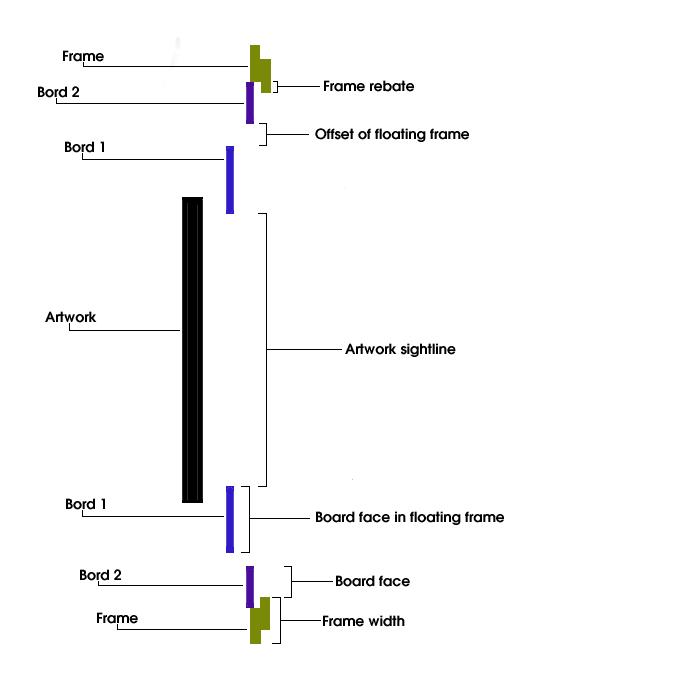 Frame
Frame rebate
Bord 2
Offset of floating frame
Bord 1
Artwork
Artwork sightline
Bord 1
Board face in floating frame
Bord 2
Board face
Frame
Frame width